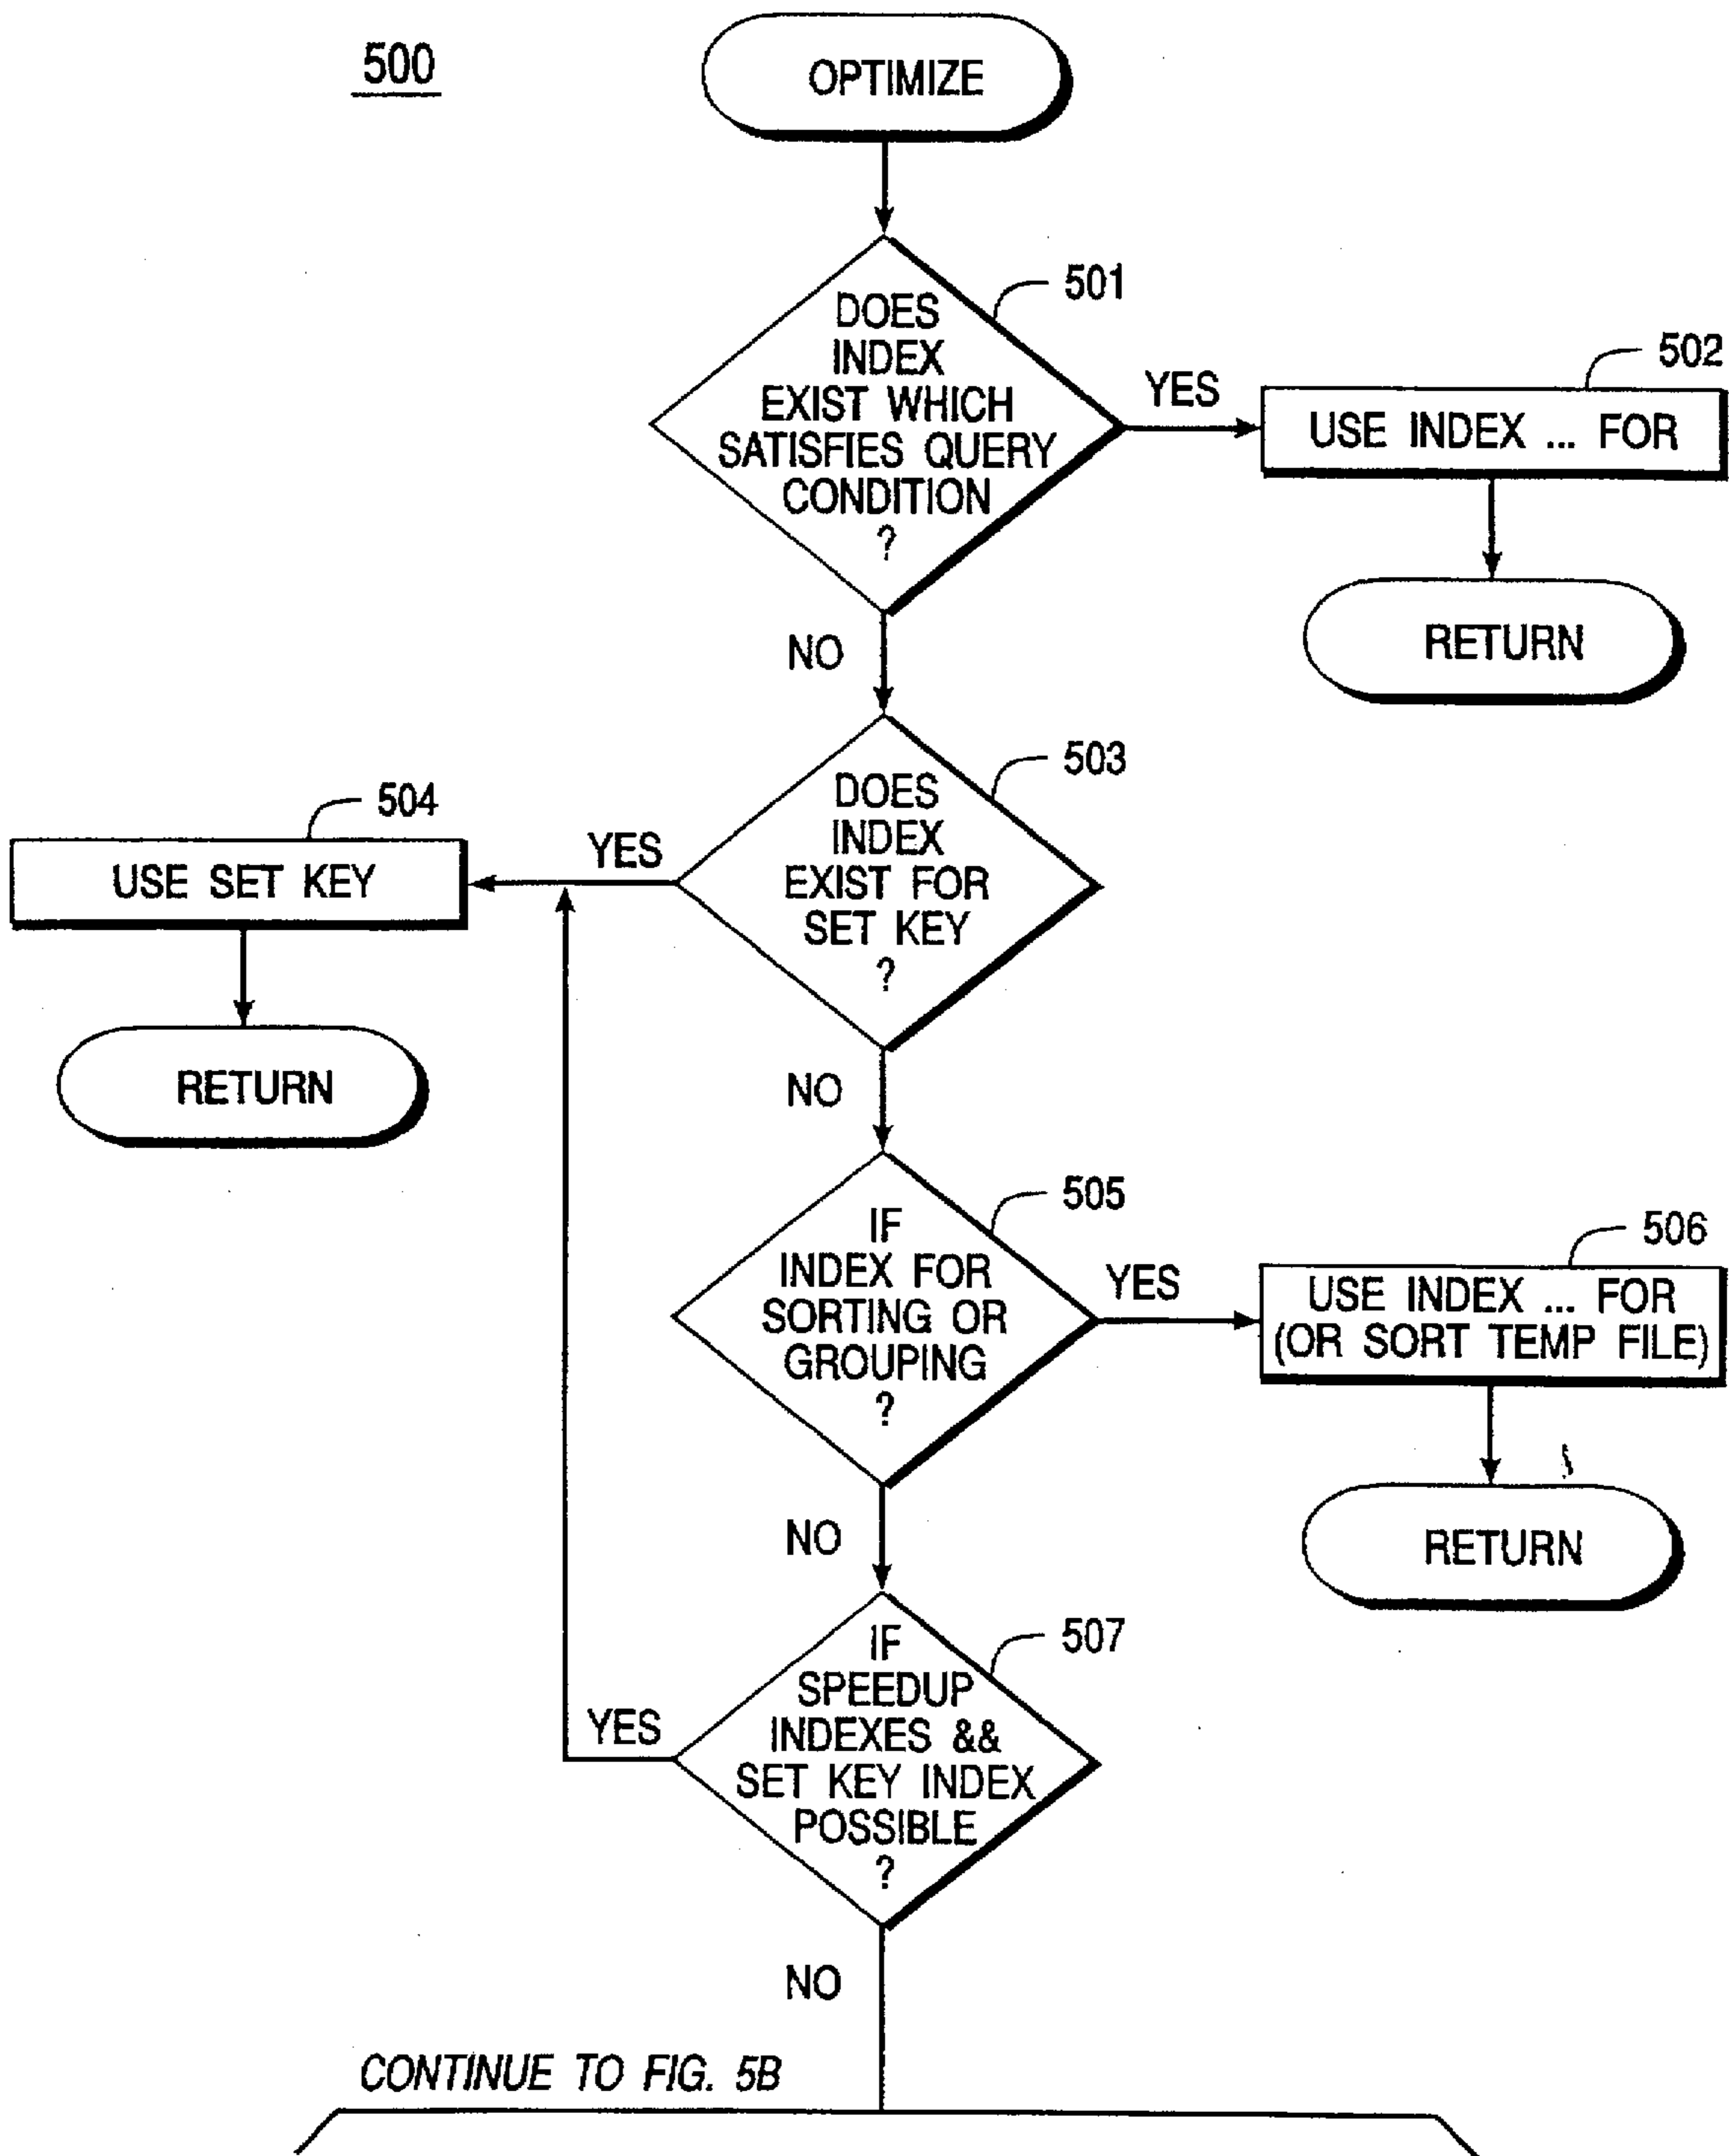 500
OPTIMIZE
501
DOES
INDEX
EXIST WHICH
SATISFIES QUERY
CONDITION
?
YES
502
USE INDEX ... FOR
RETURN
NO
503
DOES
INDEX
EXIST FOR
SET KEY
?
YES
504
USE SET KEY
RETURN
NO
505
IF
INDEX FOR
SORTING OR
GROUPING
?
YES
506
USE INDEX ... FOR
(OR SORT TEMP FILE)
RETURN
NO
507
IF
SPEEDUP
INDEXES &&
SET KEY INDEX
POSSIBLE
?
YES
NO
CONTINUE TO FIG. 5B